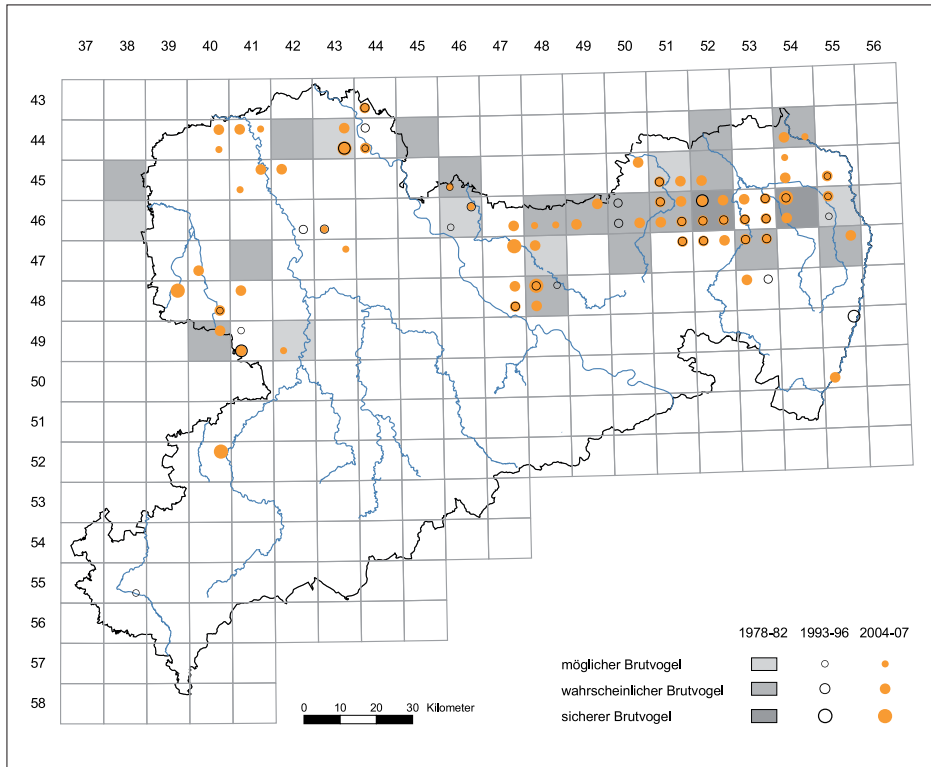 37 38 39 40 41 42 43 44 46 47 48 49 50 51 52 53 54 55 56
43
44
45
46
47
48
49
50
51
52
53
54
55
56
57
58
1978-82 1993-96 2004-07
möglicher Brutvogel
wahrscheinlicher Brutvogel
sicherer Brutvogel
0 10 20 30 Kilometer